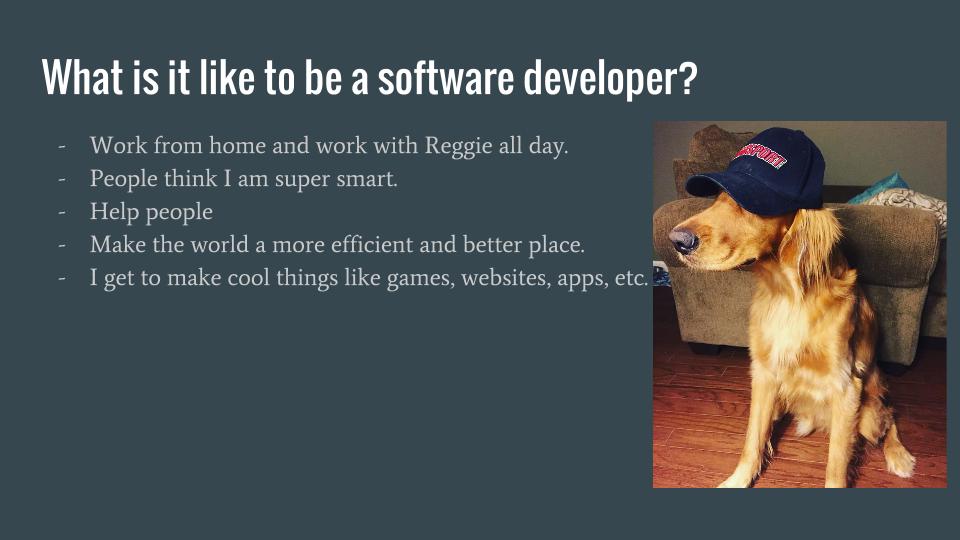 What is it like to be a software developer?
- Work from home and work with Reggie all day.
- People think I am super smart.
- Help people
- Make the world a more efficient and better place.
- I get to make cool things like games, websites, apps, etc.